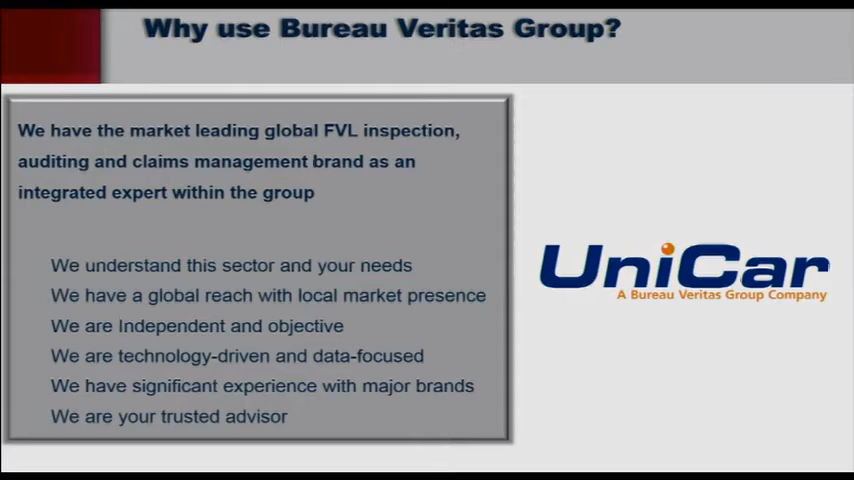 Why use Bureau Veritas Group?
We have the market leading global FVL inspection,
auditing and claims management brand as an
integrated expert within the group
We understand this sector and your needs
We have a global reach with local market presence
We are Independent and objective
We are technology-driven and data-focused
We have significant experience with major brands
We are your trusted advisor
UniCar
A Bureau Veritas Group Company